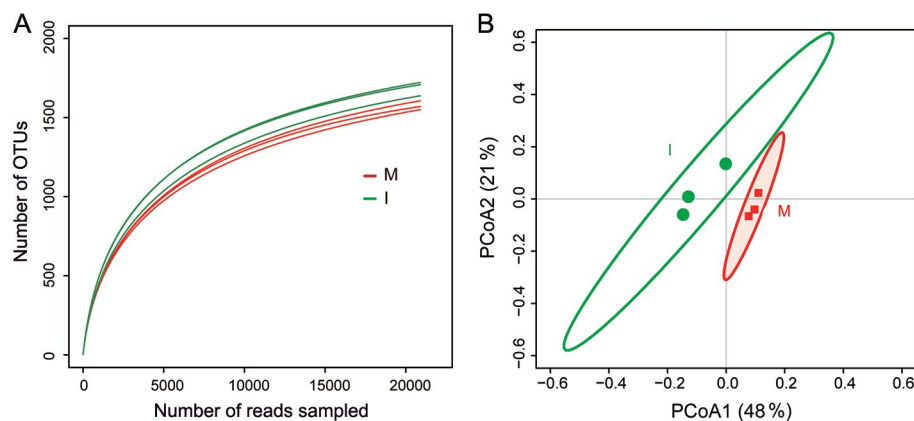 A
Number of OTUs
2000
1500
1000
500
0
M
I
0
5000
10000
15000
20000
Number of reads sampled
B
PCoA2 (21 %)
0.6
0.4
0.2
0.0
−0.2
−0.4
−0.6
I
M
−0.6
−0.4
−0.2
0.0
0.2
0.4
0.6
PCoA1 (48 %)